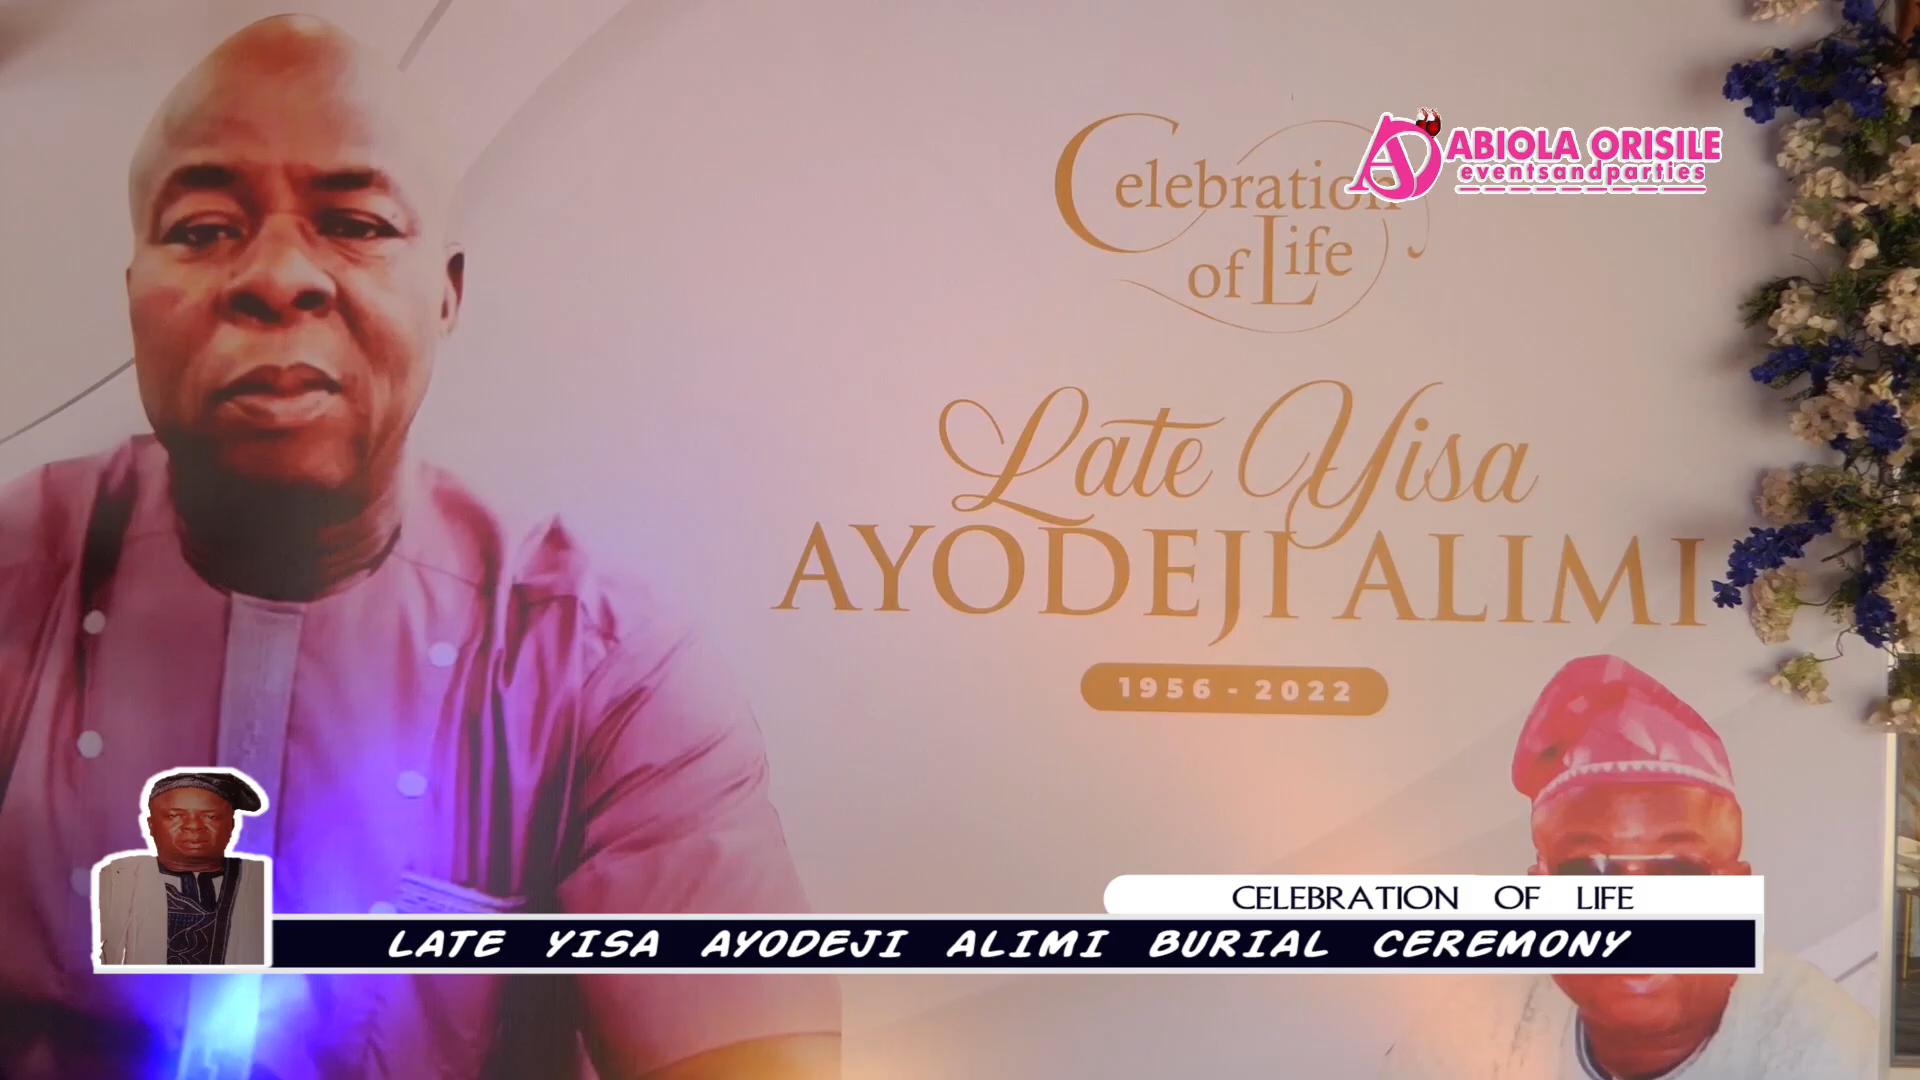 Celebration
of Life
ABIOLA ORISILE
eventsandparties
Late Yisa
AYODEJI ALIMI
1956 - 2022
CELEBRATION OF LIFE
LATE YISA AYODEJI ALIMI BURIAL CEREMONY